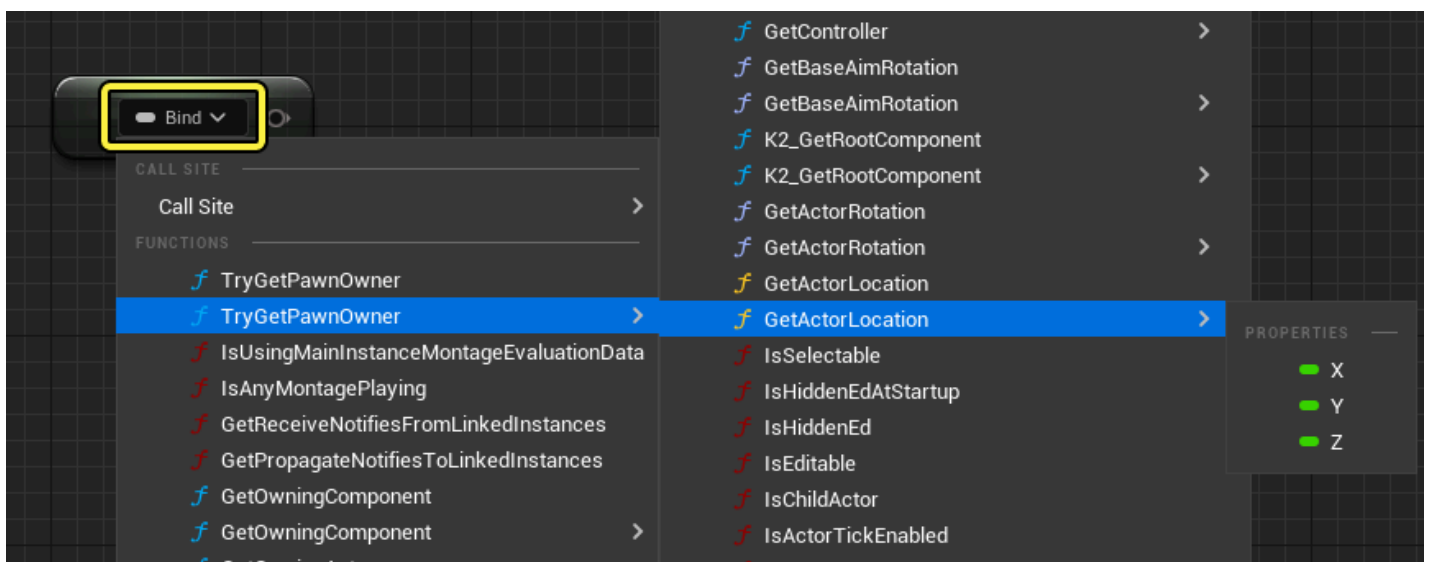 Bind
CALL SITE
Call Site
FUNCTIONS
TryGetPawnOwner
TryGetPawnOwner
IsUsingMainInstanceMontageEvaluationData
IsAnyMontagePlaying
GetReceiveNotifiesFromLinkedInstances
GetPropagateNotifiesToLinkedInstances
GetOwningComponent
GetOwningComponent
GetController
GetBaseAimRotation
GetBaseAimRotation
K2_GetRootComponent
K2_GetRootComponent
GetActorRotation
GetActorRotation
GetActorLocation
GetActorLocation
IsSelectable
IsHiddenEdAtStartup
IsHiddenEd
IsEditable
IsChildActor
IsActorTickEnabled
PROPERTIES
X
Y
Z